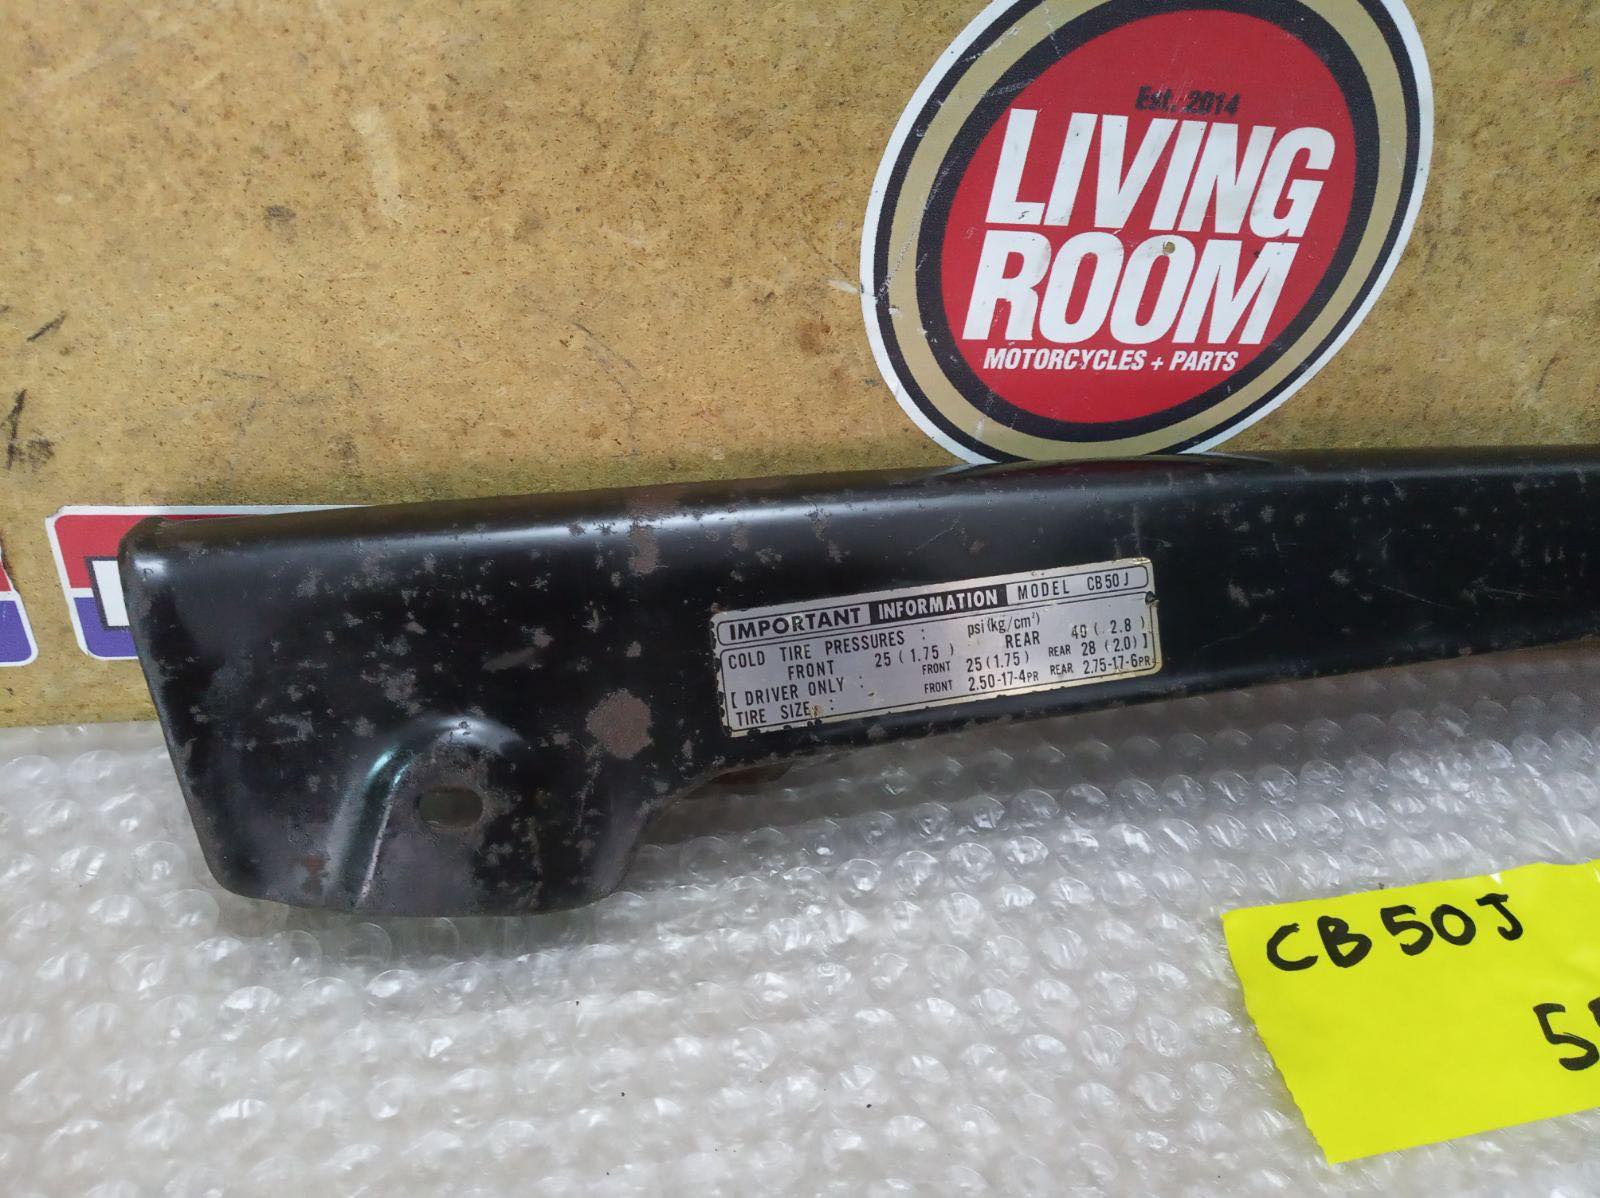 Est. 2014
LIVING
ROOM
MOTORCYCLES + PARTS
IMPORTANT INFORMATION MODEL CB50J
COLD TIRE PRESSURES : psi (kg/cm²)
FRONT 25 (1.75) REAR 40 (2.8)
[ DRIVER ONLY : FRONT 25 (1.75) REAR 28 (2.0) ]
TIRE SIZE : FRONT 2.50-17-4PR REAR 2.75-17-6PR
CB50J